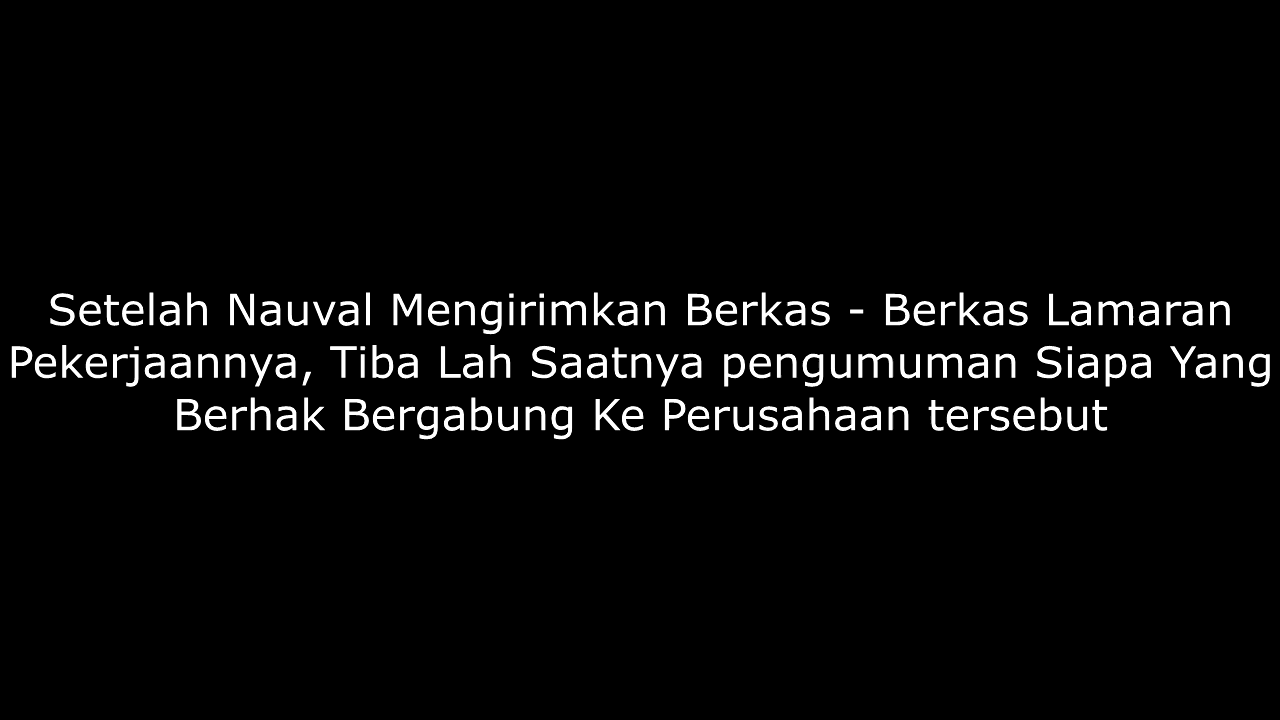 Setelah Nauval Mengirimkan Berkas - Berkas Lamaran
Pekerjaannya, Tiba Lah Saatnya pengumuman Siapa Yang
Berhak Bergabung Ke Perusahaan tersebut